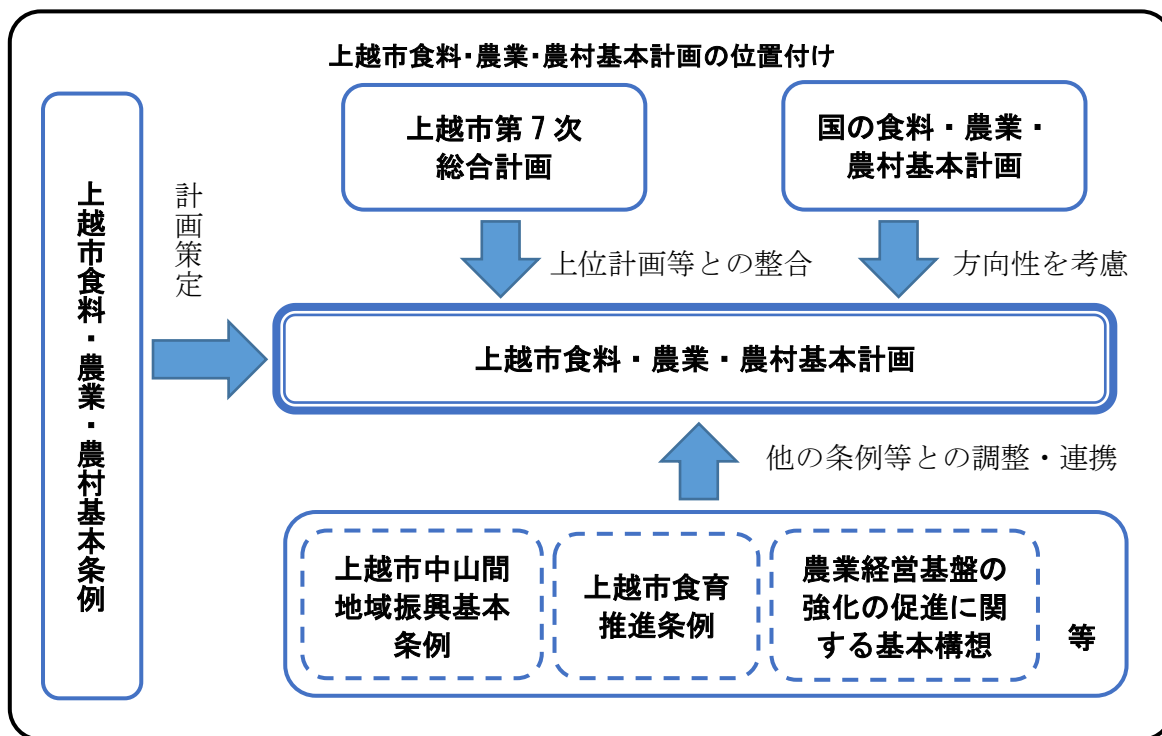 上越市食料・農業・農村基本計画の位置付け
上越市食料・農業・農村基本条例
計画策定
上越市第7次
総合計画
国の食料・農業・
農村基本計画
上位計画等との整合
方向性を考慮
上越市食料・農業・農村基本計画
他の条例等との調整・連携
上越市中山間
地域振興基本
条例
上越市食育
推進条例
農業経営基盤の
強化の促進に関
する基本構想
等